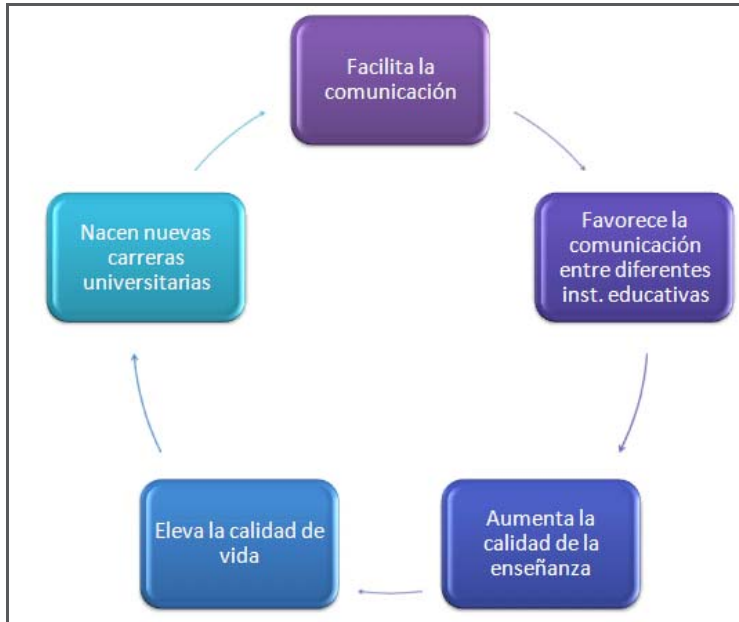 Facilita la
comunicación
Favorece la
comunicación
entre diferentes
inst. educativas
Aumenta la
calidad de la
enseñanza
Eleva la calidad de
vida
Nacen nuevas
carreras
universitarias